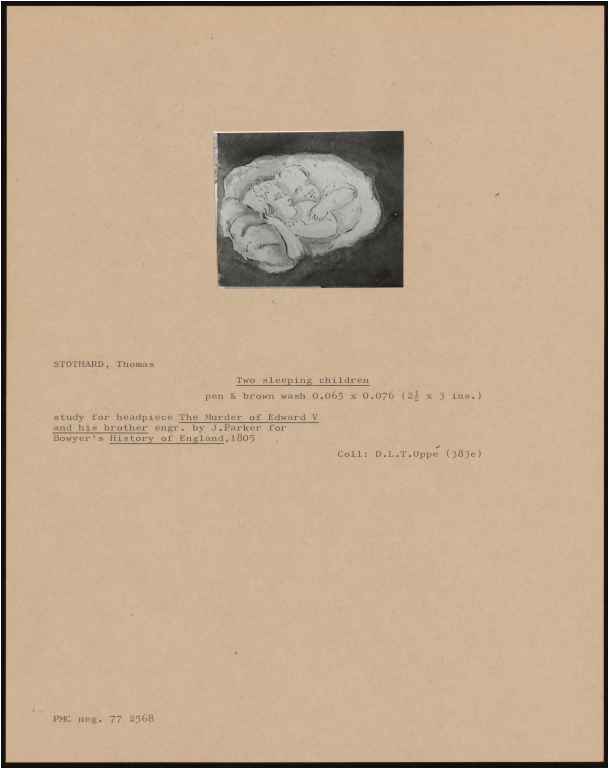 STOTHARD, Thomas
Two sleeping children
pen & brown wash 0.065 x 0.076 (2½ x 3 ins.)
study for headpiece The Murder of Edward V
and his brother engr. by J.Parker for
Bowyer's History of England,1805
Coll: D.L.T.Oppé (383e)
PMC neg. 77 2568